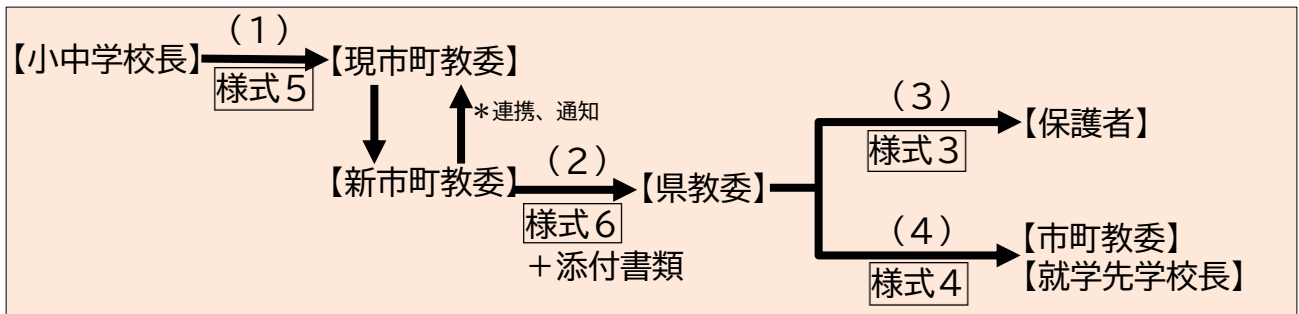 (1)
【小中学校長】
様式5
【現市町教委】
*連携、通知
【新市町教委】
(2)
様式6
+添付書類
【県教委】
(3)
様式3
【保護者】
(4)
様式4
【市町教委】
【就学先学校長】